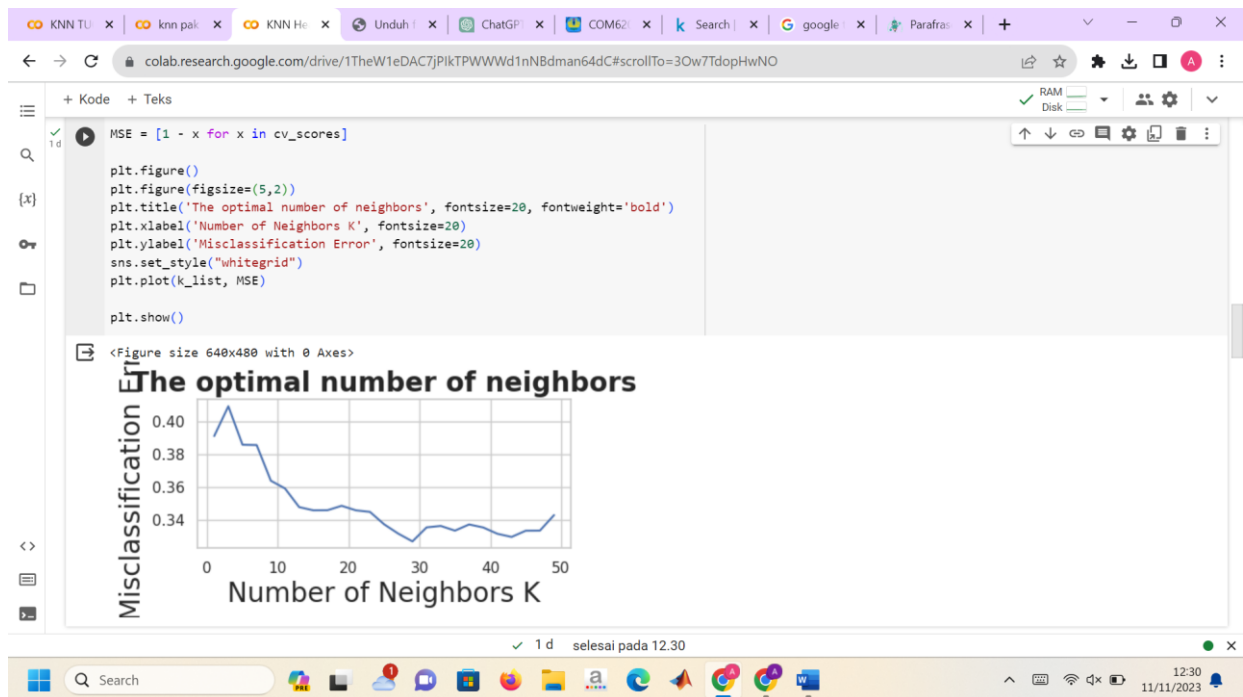 KNN TU
knn pak
KNN He
Unduh f
ChatGP
COM62
Search |
google
Parafras
colab.research.google.com/drive/1TheW1eDAC7jPIkTPWWWd1nNBdman64dC#scrollTo=3Ow7TdopHwNO
A
+ Kode + Teks
RAM
Disk
1 d
{x}
MSE = [1 - x for x in cv_scores]
plt.figure()
plt.figure(figsize=(5,2))
plt.title('The optimal number of neighbors', fontsize=20, fontweight='bold')
plt.xlabel('Number of Neighbors K', fontsize=20)
plt.ylabel('Misclassification Error', fontsize=20)
sns.set_style("whitegrid")
plt.plot(k_list, MSE)
plt.show()
<Figure size 640x480 with 0 Axes>
The optimal number of neighbors
Misclassification Err
0.40
0.38
0.36
0.34
0 10 20 30 40 50
Number of Neighbors K
1 d selesai pada 12.30
Search
PRE
1
a
A
A
12:30
11/11/2023